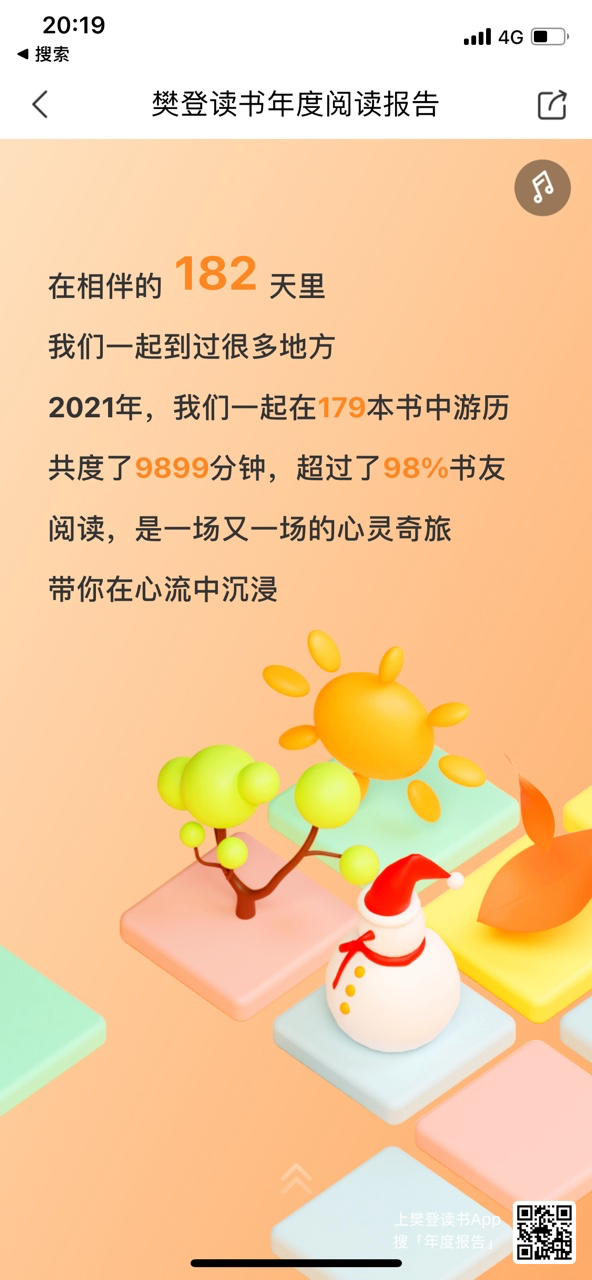 20:19
4G
◀ 搜索
樊登读书年度阅读报告
在相伴的 182 天里
我们一起到过很多地方
2021年，我们一起在179本书中游历
共度了9899分钟，超过了98%书友
阅读，是一场又一场的心灵奇旅
带你在心流中沉浸
上樊登读书App
搜「年度报告」